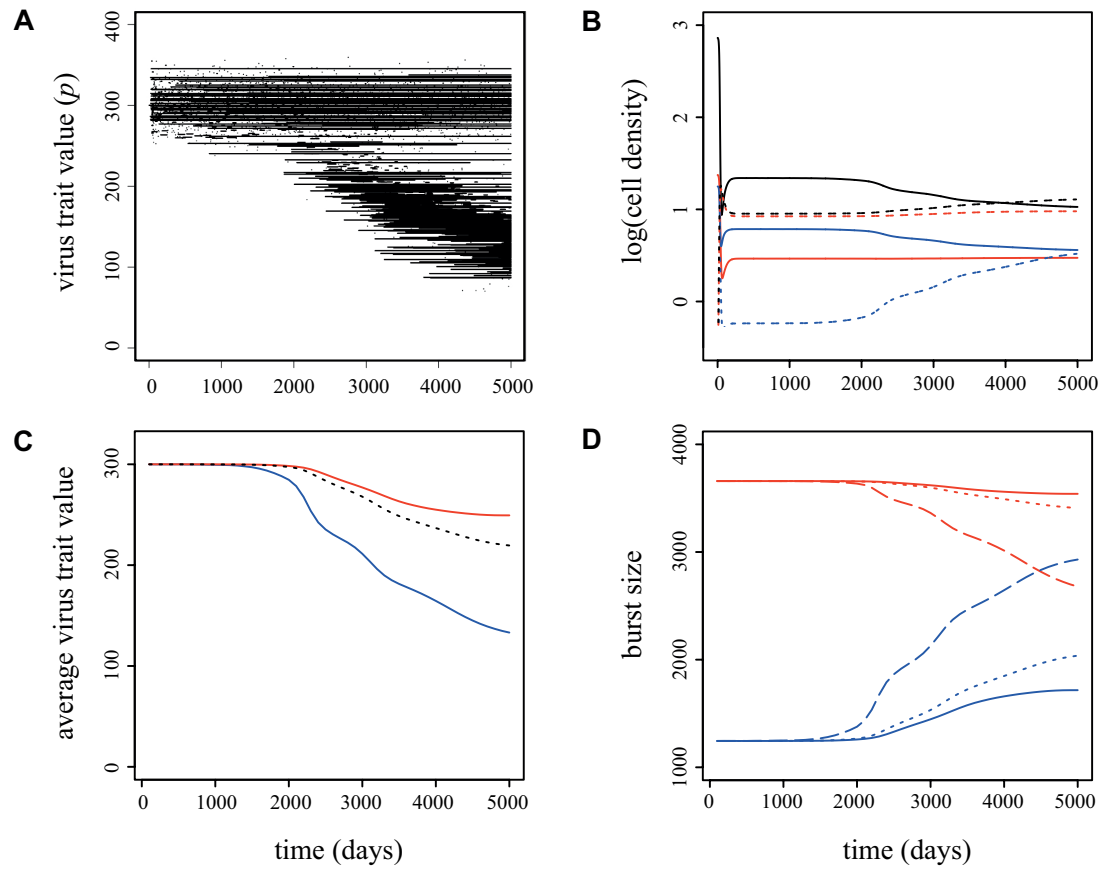 A
virus trait value (p)
400
300
200
100
0
0 1000 2000 3000 4000 5000
B
log(cell density)
3
2
1
0
0 1000 2000 3000 4000 5000
C
average virus trait value
300
200
100
0
0 1000 2000 3000 4000 5000
time (days)
D
burst size
4000
3000
2000
1000
0 1000 2000 3000 4000 5000
time (days)